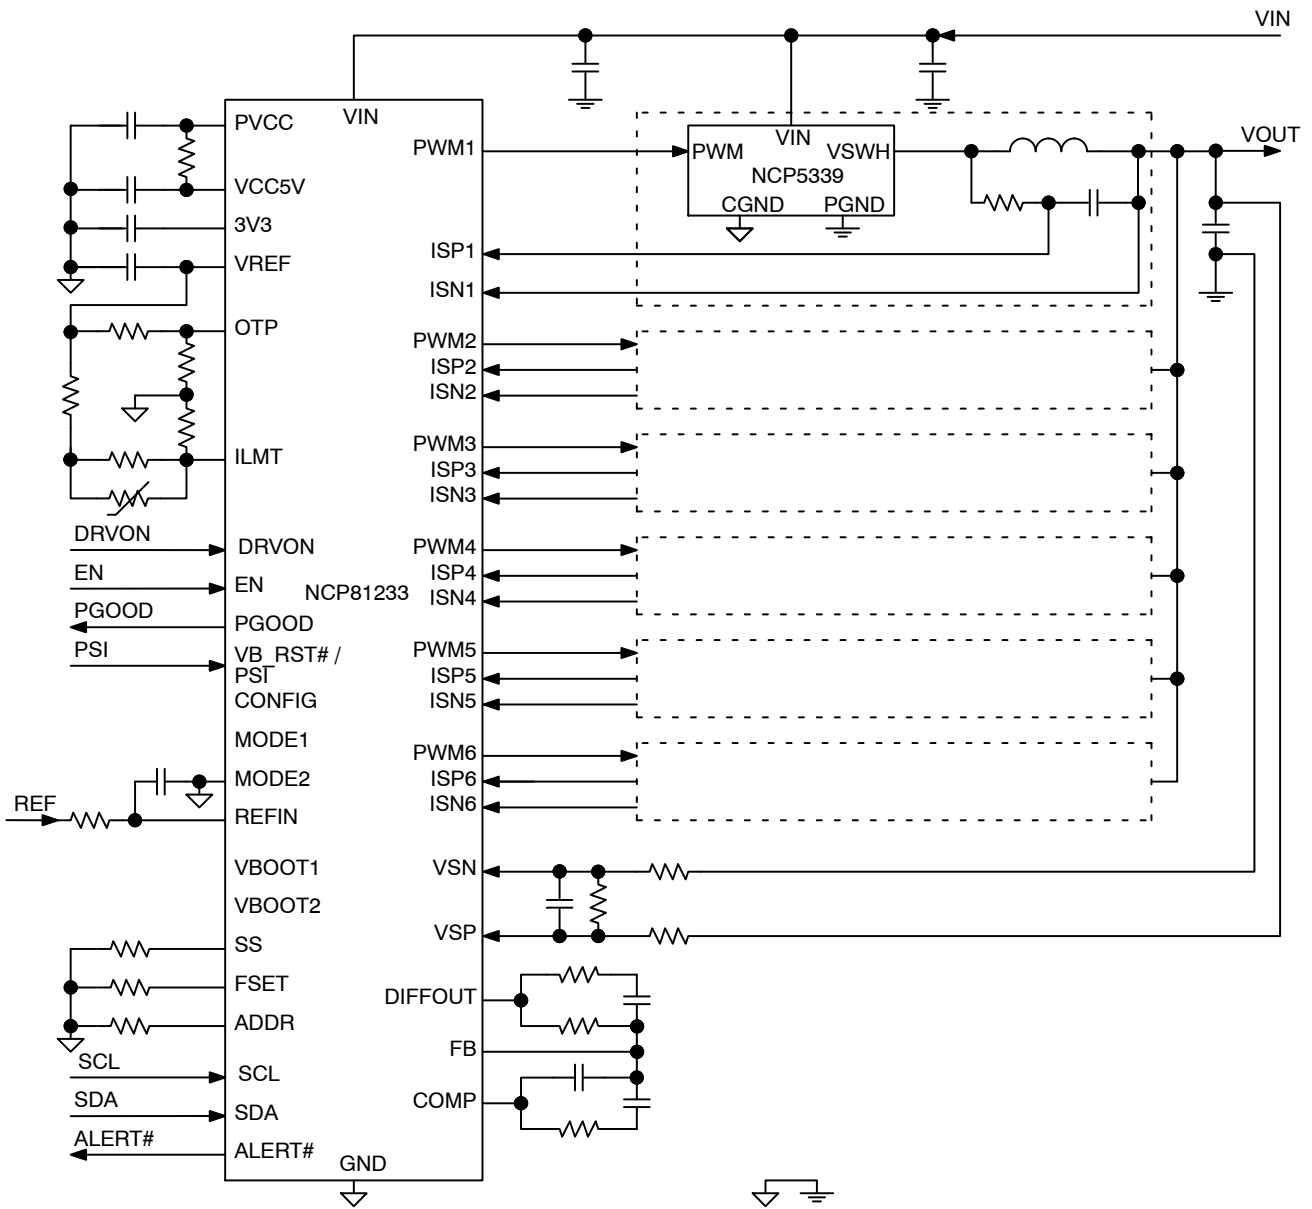 VIN
VIN
PVCC
VCC5V
3V3
VREF
OTP
ILMT
DRVON
DRVON
EN
EN
PGOOD
PGOOD
PSI
VB_RST# /
PSI
CONFIG
MODE1
MODE2
REF
REFIN
VBOOT1
VBOOT2
SS
FSET
ADDR
SCL
SCL
SDA
SDA
ALERT#
ALERT#
NCP81233
GND
PWM1
ISP1
ISN1
PWM2
ISP2
ISN2
PWM3
ISP3
ISN3
PWM4
ISP4
ISN4
PWM5
ISP5
ISN5
PWM6
ISP6
ISN6
VSN
VSP
DIFFOUT
FB
COMP
VIN
PWM
VSWH
NCP5339
CGND
PGND
VOUT